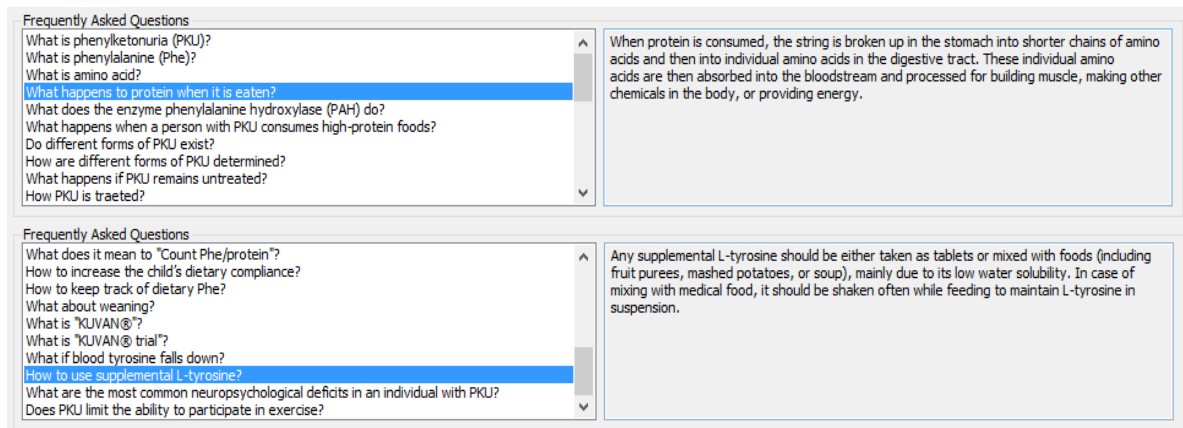 Frequently Asked Questions
What is phenylketonuria (PKU)?
What is phenylalanine (Phe)?
What is amino acid?
What happens to protein when it is eaten?
What does the enzyme phenylalanine hydroxylase (PAH) do?
What happens when a person with PKU consumes high-protein foods?
Do different forms of PKU exist?
How are different forms of PKU determined?
What happens if PKU remains untreated?
How PKU is traeted?
When protein is consumed, the string is broken up in the stomach into shorter chains of amino
acids and then into individual amino acids in the digestive tract. These individual amino
acids are then absorbed into the bloodstream and processed for building muscle, making other
chemicals in the body, or providing energy.
Frequently Asked Questions
What does it mean to "Count Phe/protein"?
How to increase the child's dietary compliance?
How to keep track of dietary Phe?
What about weaning?
What is "KUVAN®"?
What is "KUVAN® trial"?
What if blood tyrosine falls down?
How to use supplemental L-tyrosine?
What are the most common neuropsychological deficits in an individual with PKU?
Does PKU limit the ability to participate in exercise?
Any supplemental L-tyrosine should be either taken as tablets or mixed with foods (including
fruit purees, mashed potatoes, or soup), mainly due to its low water solubility. In case of
mixing with medical food, it should be shaken often while feeding to maintain L-tyrosine in
suspension.